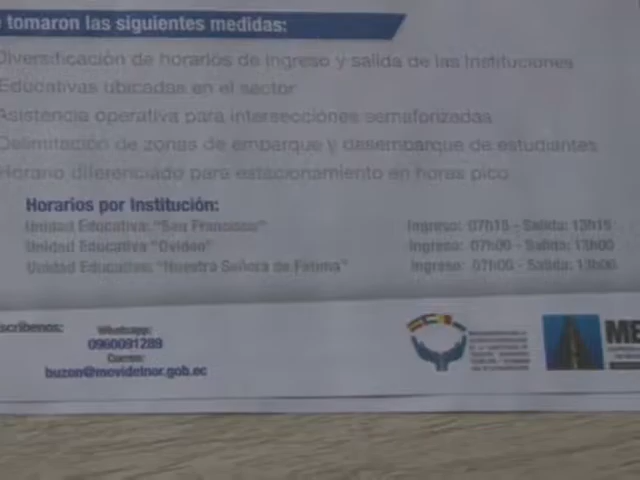 tomaron las siguientes medidas:
Diversificación de horarios de ingreso y salida de las Instituciones
Educativas ubicadas en el sector
Asistencia operativa para intersecciones semaforizadas
Delimitación de zonas de embarque y desembarque de estudiantes
Horario diferenciado para estacionamiento en horas pico
Horarios por Institución:
Unidad Educativa: "San Francisco" Ingreso: 07h15 - Salida: 13h15
Unidad Educativa "Oviedo" Ingreso: 07h00 - Salida: 13h00
Unidad Educativa: "Nuestra Señora de Fátima" Ingreso: 07h00 - Salida: 13h00
scríbenos:
Whatsapp:
0960091289
Correo:
buzon@movidelnor.gob.ec